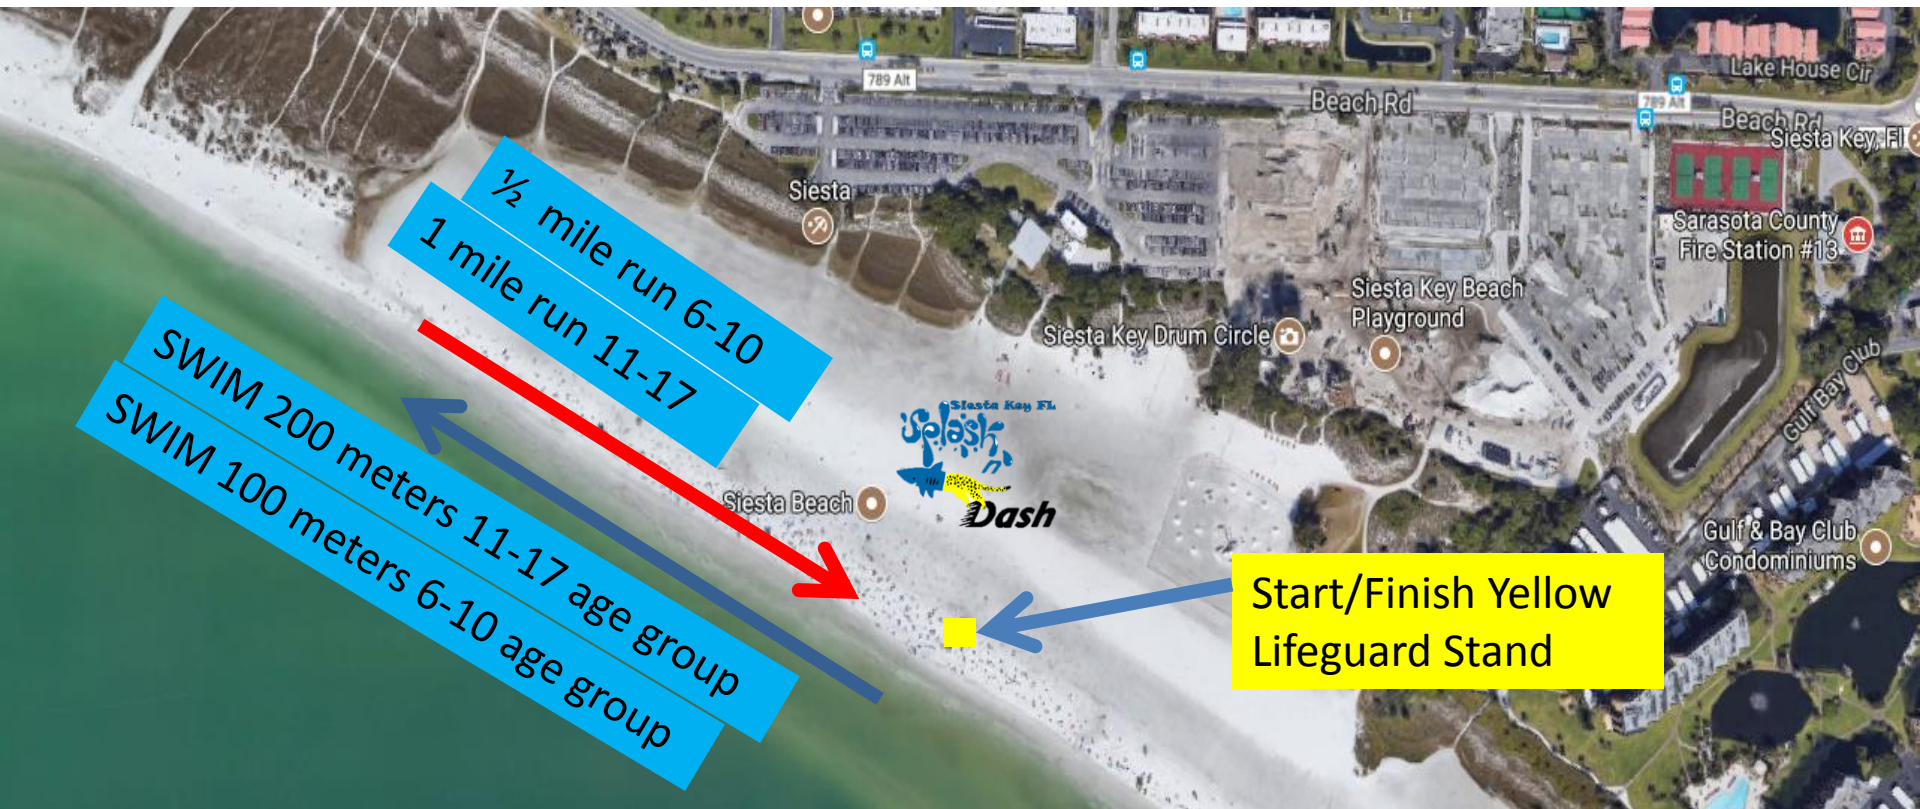 789 Alt
Beach Rd
Lake House Cir
789 Alt
Beach Rd
Siesta Key, Fl
Siesta
½ mile run 6-10
1 mile run 11-17
Sarasota County
Fire Station #13
Siesta Key Beach
Playground
Siesta Key Drum Circle
Gulf Bay Club
SWIM 200 meters 11-17 age group
SWIM 100 meters 6-10 age group
Siesta Key FL
Splash
n
Dash
Siesta Beach
Gulf & Bay Club
Condominiums
Start/Finish Yellow
Lifeguard Stand